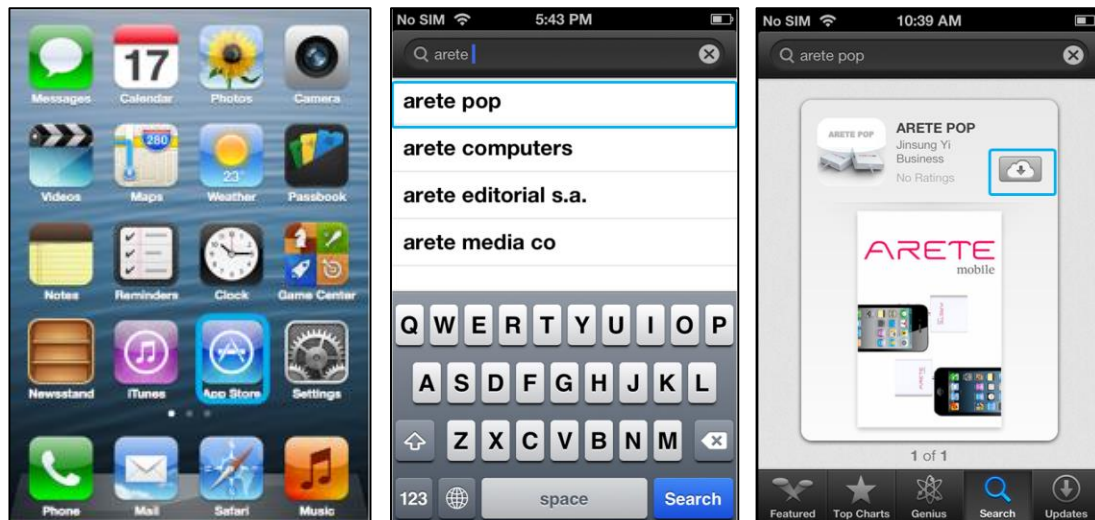 17
Messages Calendar Photos Camera
280
23°
Videos Maps Weather Passbook
Notes Reminders Clock Game Center
Newsstand iTunes App Store Settings
Phone Mail Safari Music
No SIM 5:43 PM
arete
arete pop
arete computers
arete editorial s.a.
arete media co
Q W E R T Y U I O P
A S D F G H J K L
Z X C V B N M
123 space Search
No SIM 10:39 AM
arete pop
ARETE POP
ARETE POP
Jinsung Yi
Business
No Ratings
ARETE
mobile
1 of 1
Featured Top Charts Genius Search Updates